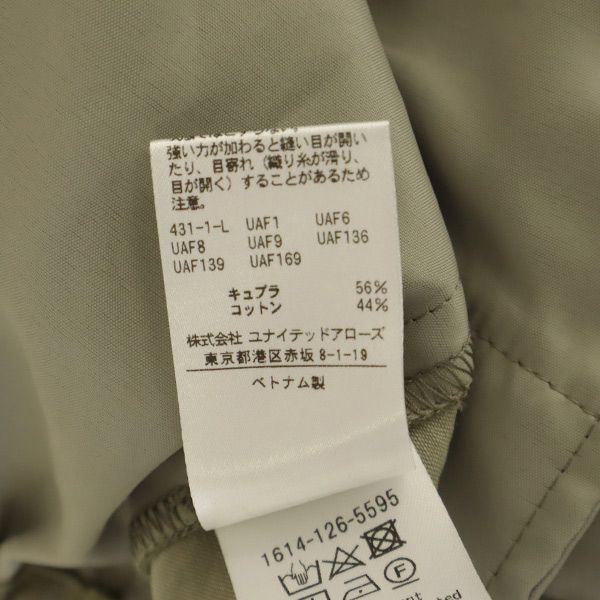 強い力が加わると縫い目が開い
たり、目寄れ（織り糸が滑り、
目が開く）することがあるため
注意。
431-1-L UAF1 UAF6
UAF8 UAF9 UAF136
UAF139 UAF169
キュプラ 56%
コットン 44%
株式会社 ユナイテッドアローズ
東京都港区赤坂 8-1-19
ベトナム製
1614-126-5595
F